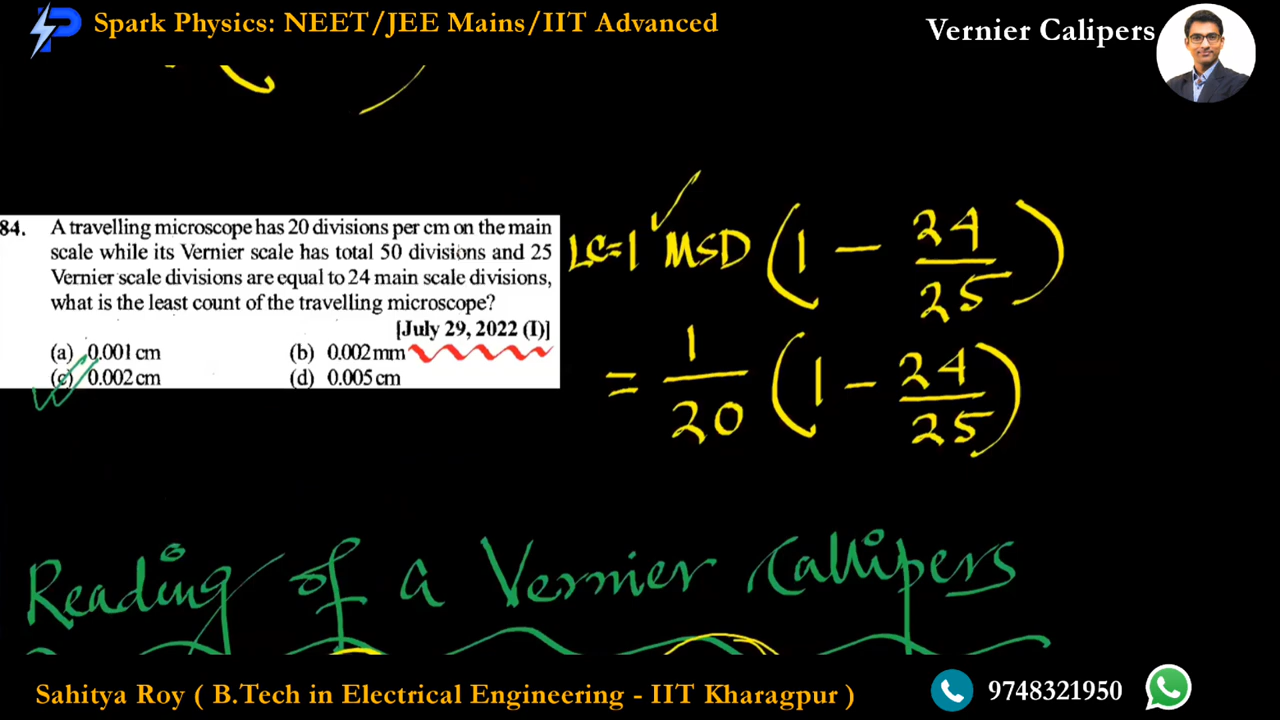 Spark Physics: NEET/JEE Mains/IIT Advanced
Vernier Calipers
84. A travelling microscope has 20 divisions per cm on the main
scale while its Vernier scale has total 50 divisions and 25
Vernier scale divisions are equal to 24 main scale divisions,
what is the least count of the travelling microscope?
[July 29, 2022 (I)]
(a) 0.001 cm (b) 0.002 mm
(c) 0.002 cm (d) 0.005 cm
LC=1 MSD (1 - 24/25)
= 1/20 (1 - 24/25)
Reading of a Vernier Callipers
Sahitya Roy ( B.Tech in Electrical Engineering - IIT Kharagpur )
9748321950